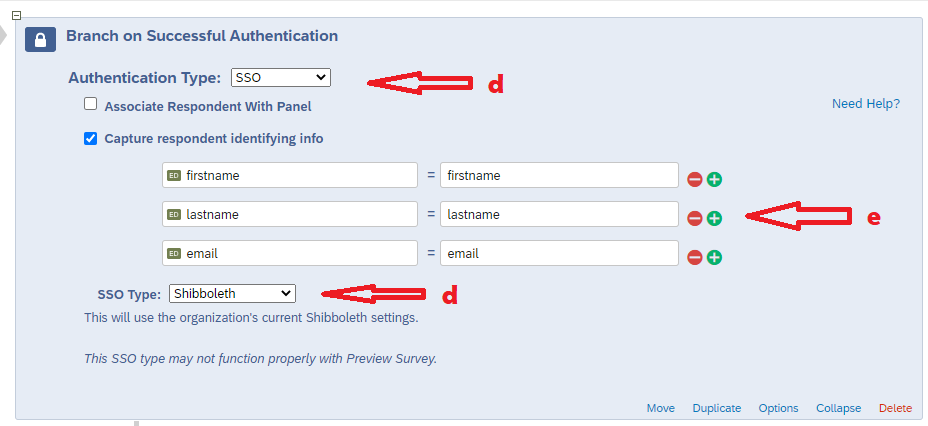 Branch on Successful Authentication
Authentication Type: SSO d
Associate Respondent With Panel Need Help?
Capture respondent identifying info
ED firstname = firstname
ED lastname = lastname e
ED email = email
SSO Type: Shibboleth d
This will use the organization's current Shibboleth settings.
This SSO type may not function properly with Preview Survey.
Move Duplicate Options Collapse Delete